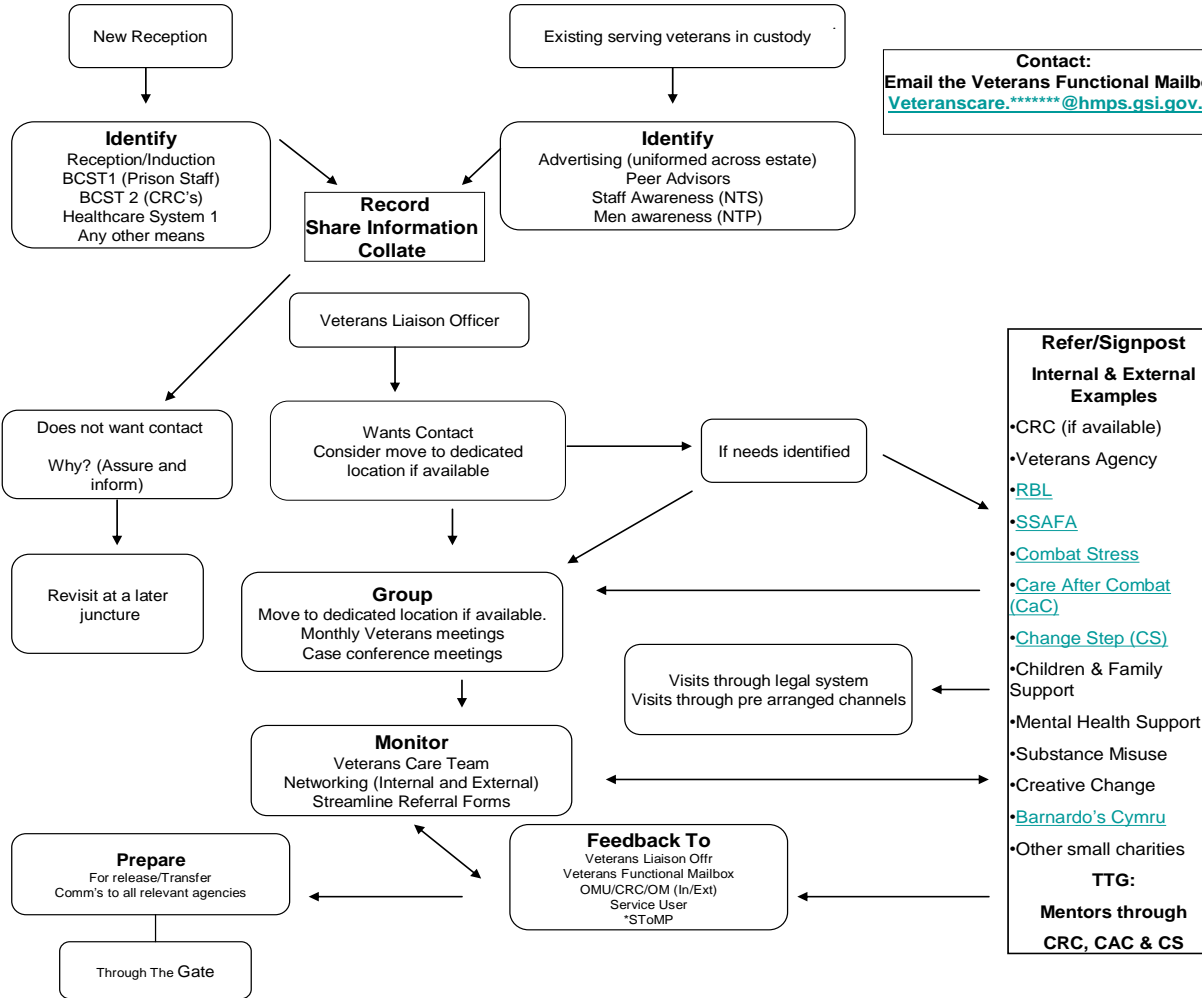 New Reception
Existing serving veterans in custody
Contact:
Email the Veterans Functional Mailb
Veteranscare.*******@hmps.gsi.gov.
Identify
Reception/Induction
BCST1 (Prison Staff)
BCST 2 (CRC's)
Healthcare System 1
Any other means
Identify
Advertising (uniformed across estate)
Peer Advisors
Staff Awareness (NTS)
Men awareness (NTP)
Record
Share Information
Collate
Veterans Liaison Officer
Does not want contact
Why? (Assure and
inform)
Wants Contact
Consider move to dedicated
location if available
If needs identified
Revisit at a later
juncture
Group
Move to dedicated location if available.
Monthly Veterans meetings
Case conference meetings
Visits through legal system
Visits through pre arranged channels
Monitor
Veterans Care Team
Networking (Internal and External)
Streamline Referral Forms
Prepare
For release/Transfer
Comm's to all relevant agencies
Through The Gate
Feedback To
Veterans Liaison Offr
Veterans Functional Mailbox
OMU/CRC/OM (In/Ext)
Service User
*SToMP
Refer/Signpost
Internal & External
Examples
•CRC (if available)
•Veterans Agency
•RBL
•SSAFA
•Combat Stress
•Care After Combat
(CaC)
•Change Step (CS)
•Children & Family
Support
•Mental Health Support
•Substance Misuse
•Creative Change
•Barnardo's Cymru
•Other small charities
TTG:
Mentors through
CRC, CAC & CS